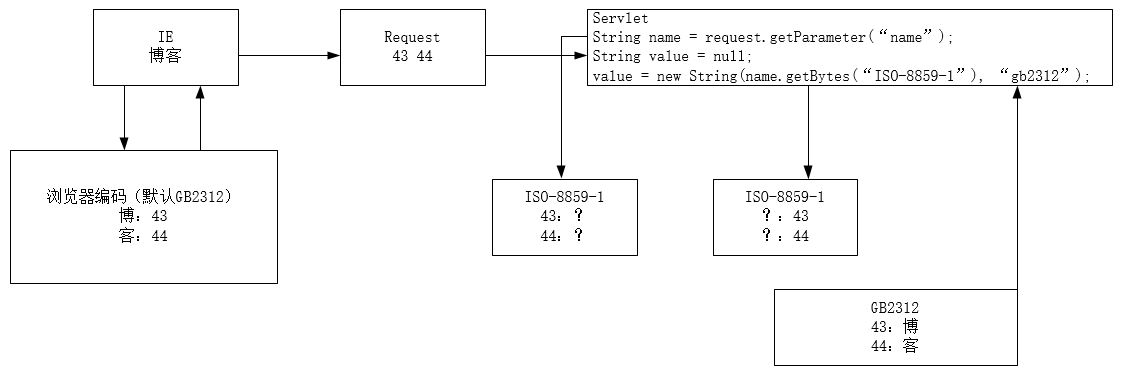 IE
博客
Request
43 44
Servlet
String name = request.getParameter(“name”);
String value = null;
value = new String(name.getBytes(“ISO-8859-1”), “gb2312”);
浏览器编码（默认GB2312）
博：43
客：44
ISO-8859-1
43：？
44：？
ISO-8859-1
？：43
？：44
GB2312
43：博
44：客